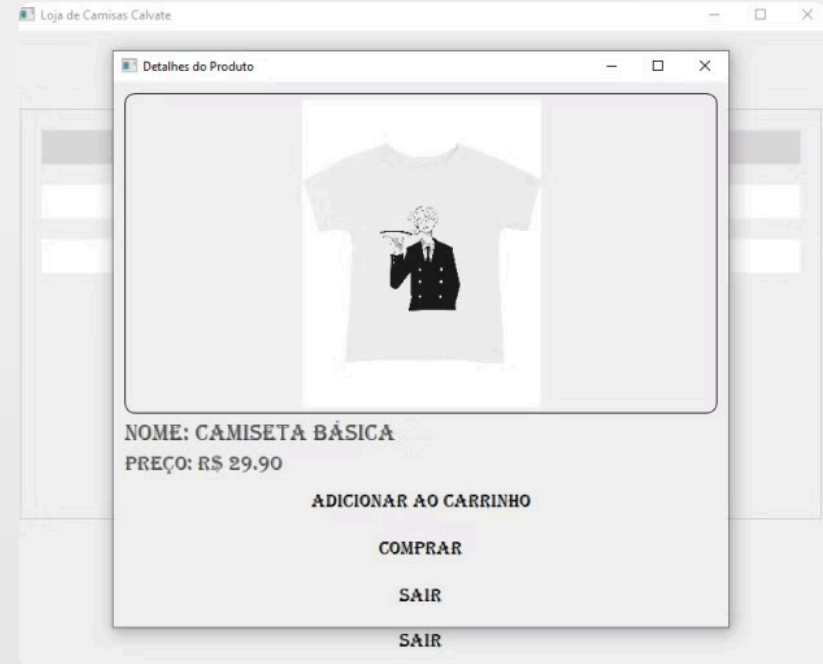 Loja de Camisas Calvate
Detalhes do Produto
NOME: CAMISETA BÁSICA
PREÇO: R$ 29.90
ADICIONAR AO CARRINHO
COMPRAR
SAIR
SAIR